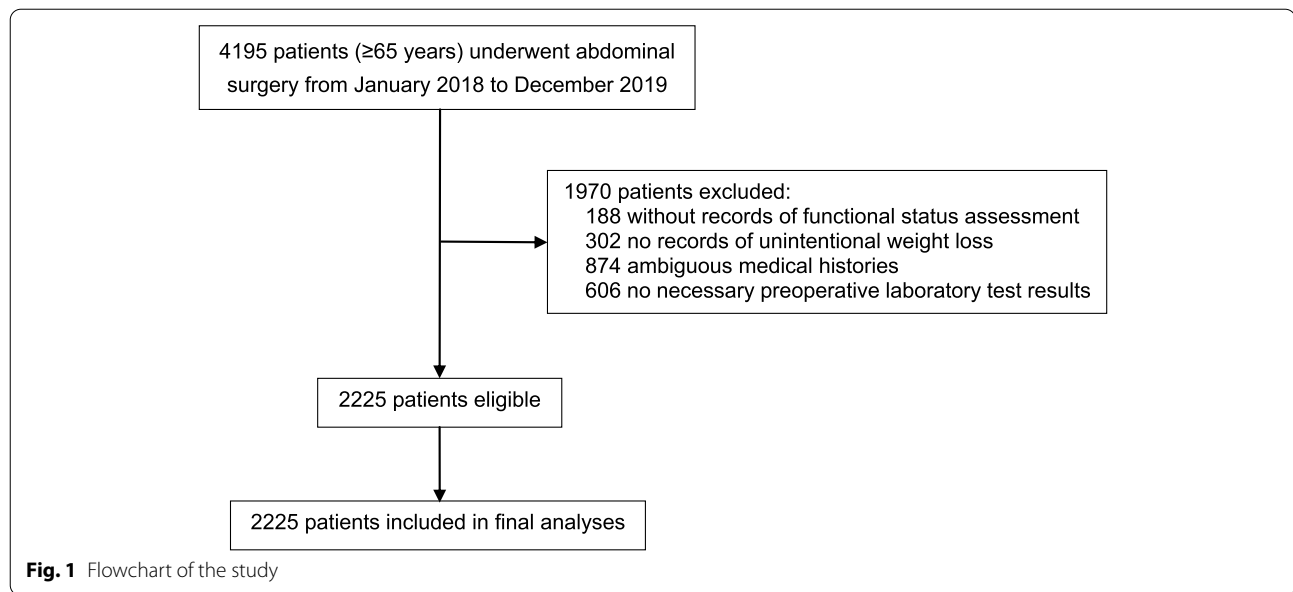 4195 patients (≥65 years) underwent abdominal
surgery from January 2018 to December 2019
1970 patients excluded:
188 without records of functional status assessment
302 no records of unintentional weight loss
874 ambiguous medical histories
606 no necessary preoperative laboratory test results
2225 patients eligible
2225 patients included in final analyses
Fig. 1 Flowchart of the study